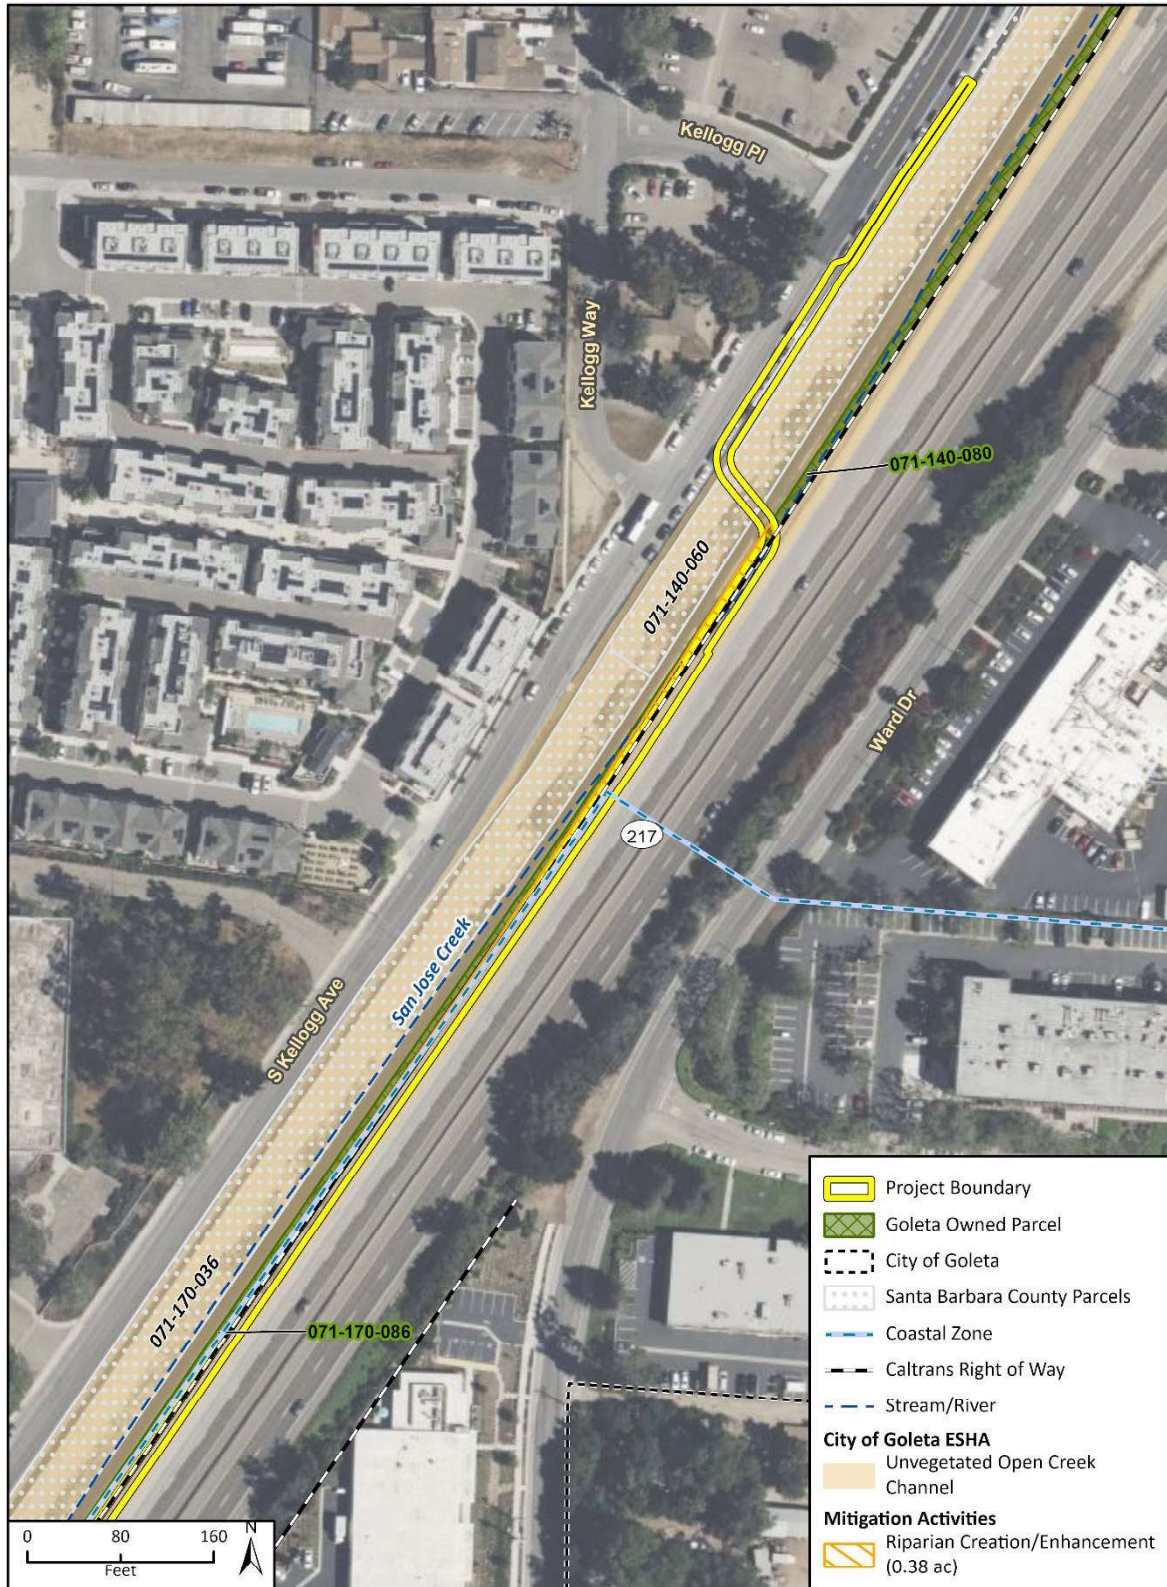 Kellogg Pl
Kellogg Way
071-140-080
071-140-060
Ward Dr
217
San Jose Creek
S Kellogg Ave
071-170-036
071-170-086
Project Boundary
Goleta Owned Parcel
City of Goleta
Santa Barbara County Parcels
Coastal Zone
Caltrans Right of Way
Stream/River
City of Goleta ESHA
Unvegetated Open Creek
Channel
Mitigation Activities
Riparian Creation/Enhancement
(0.38 ac)
0 80 160
Feet
N